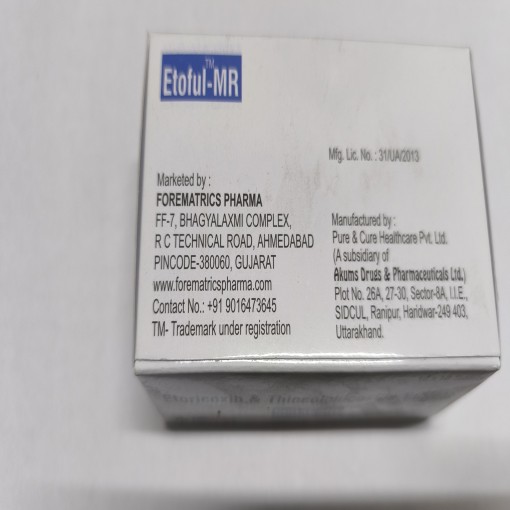 Etoful-MR
TM
Mfg. Lic. No. : 31/UA/2013
Marketed by :
FOREMATRICS PHARMA
FF-7, BHAGYALAXMI COMPLEX,
R C TECHNICAL ROAD, AHMEDABAD
PINCODE-380060, GUJARAT
www.forematricspharma.com
Contact No.: +91 9016473645
TM- Trademark under registration
Manufactured by :
Pure & Cure Healthcare Pvt. Ltd.
(A subsidiary of
Akums Drugs & Pharmaceuticals Ltd.)
Plot No. 26A, 27-30, Sector-8A, I.I.E.,
SIDCUL, Ranipur, Haridwar-249 403,
Uttarakhand.